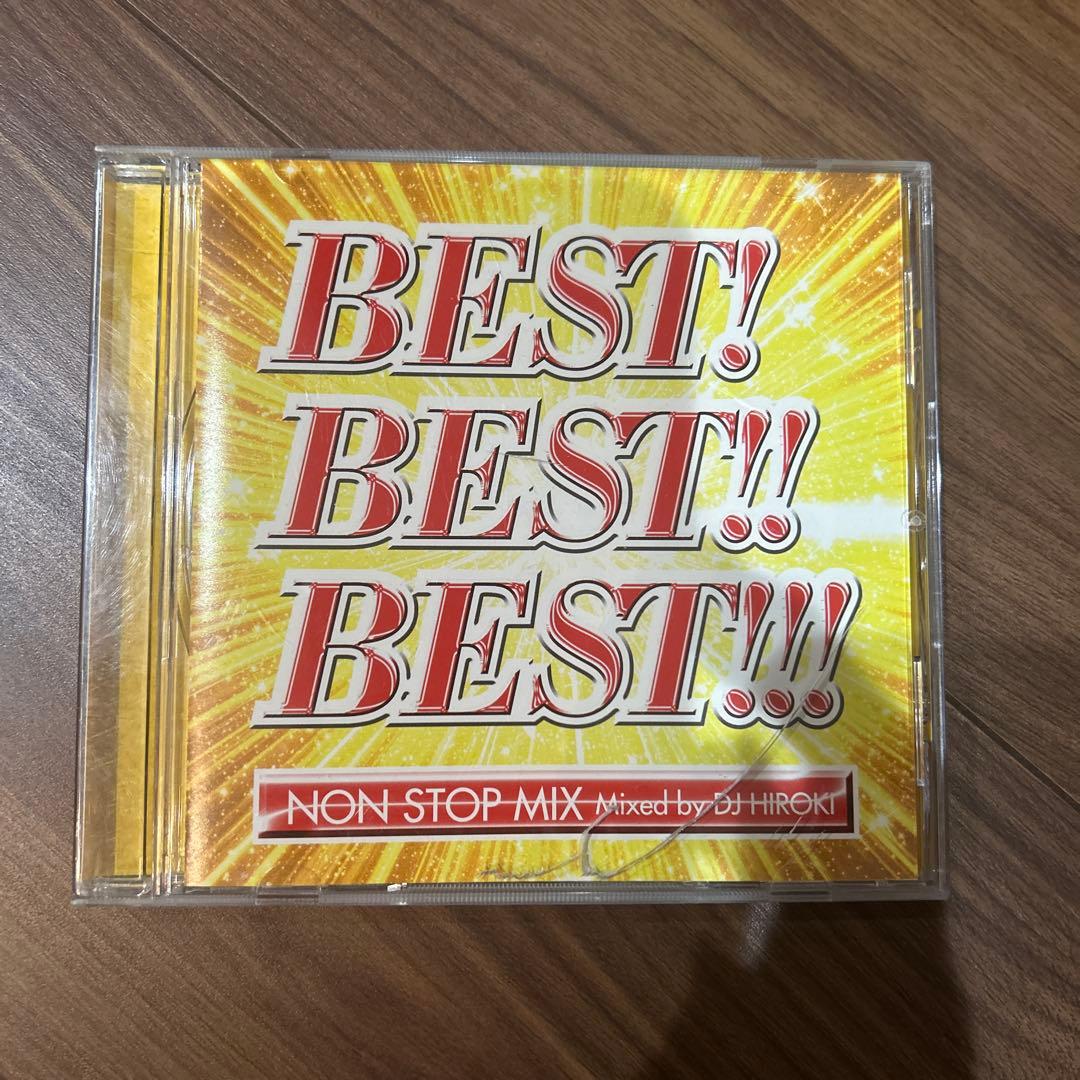 BEST!
BEST!!
BEST!!!
NON STOP MIX Mixed by DJ HIROKI